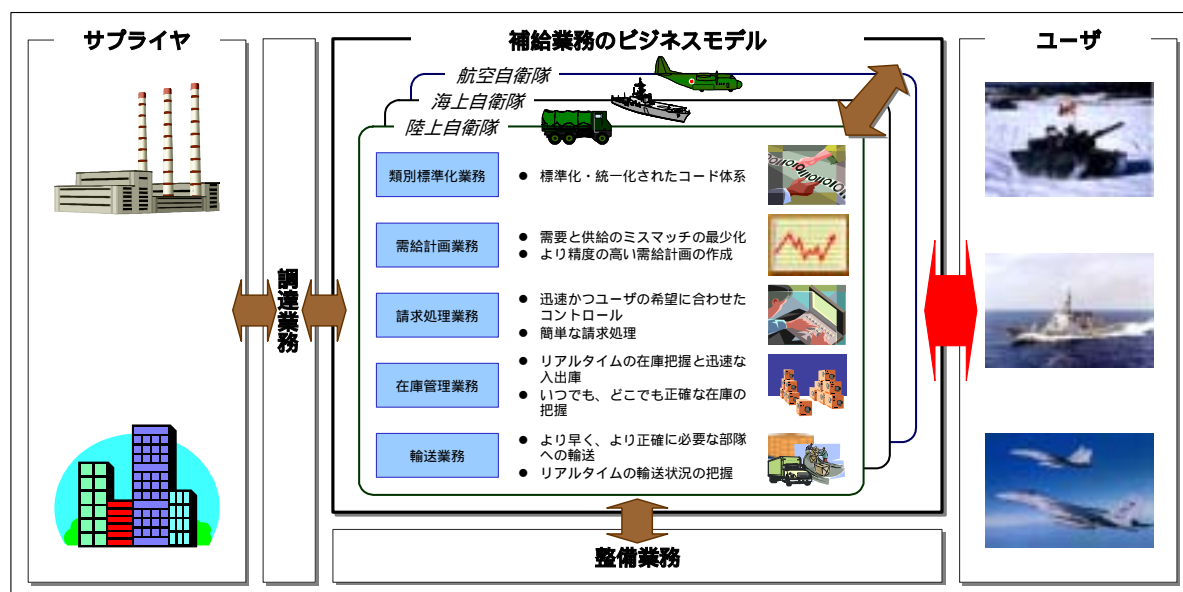 サプライヤ
調達業務
補給業務のビジネスモデル
航空自衛隊
海上自衛隊
陸上自衛隊
類別標準化業務
● 標準化・統一化されたコード体系
需給計画業務
● 需要と供給のミスマッチの最少化
● より精度の高い需給計画の作成
請求処理業務
● 迅速かつユーザの希望に合わせた
コントロール
● 簡単な請求処理
在庫管理業務
● リアルタイムの在庫把握と迅速な
入出庫
● いつでも、どこでも正確な在庫の
把握
輸送業務
● より早く、より正確に必要な部隊
への輸送
● リアルタイムの輸送状況の把握
整備業務
ユーザ